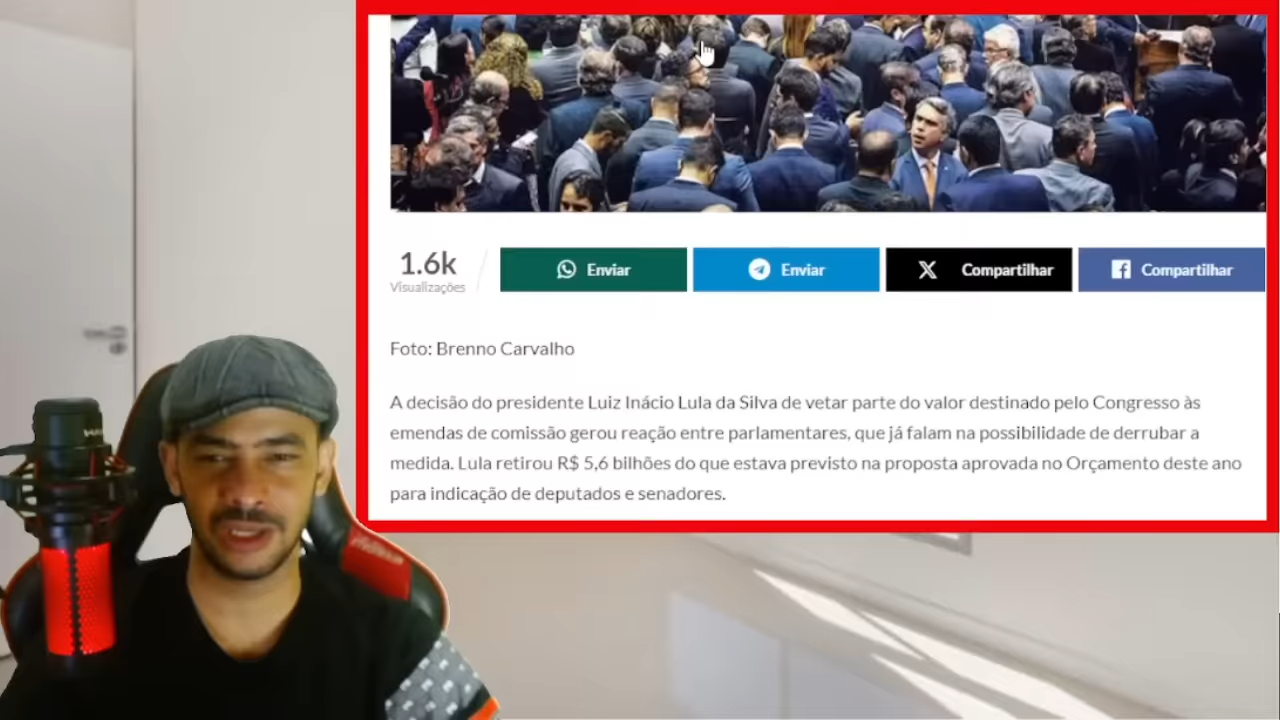 1.6k
Visualizações
Enviar
Enviar
Compartilhar
Compartilhar
Foto: Brenno Carvalho
A decisão do presidente Luiz Inácio Lula da Silva de vetar parte do valor destinado pelo Congresso às
emendas de comissão gerou reação entre parlamentares, que já falam na possibilidade de derrubar a
medida. Lula retirou R$ 5,6 bilhões do que estava previsto na proposta aprovada no Orçamento deste ano
para indicação de deputados e senadores.